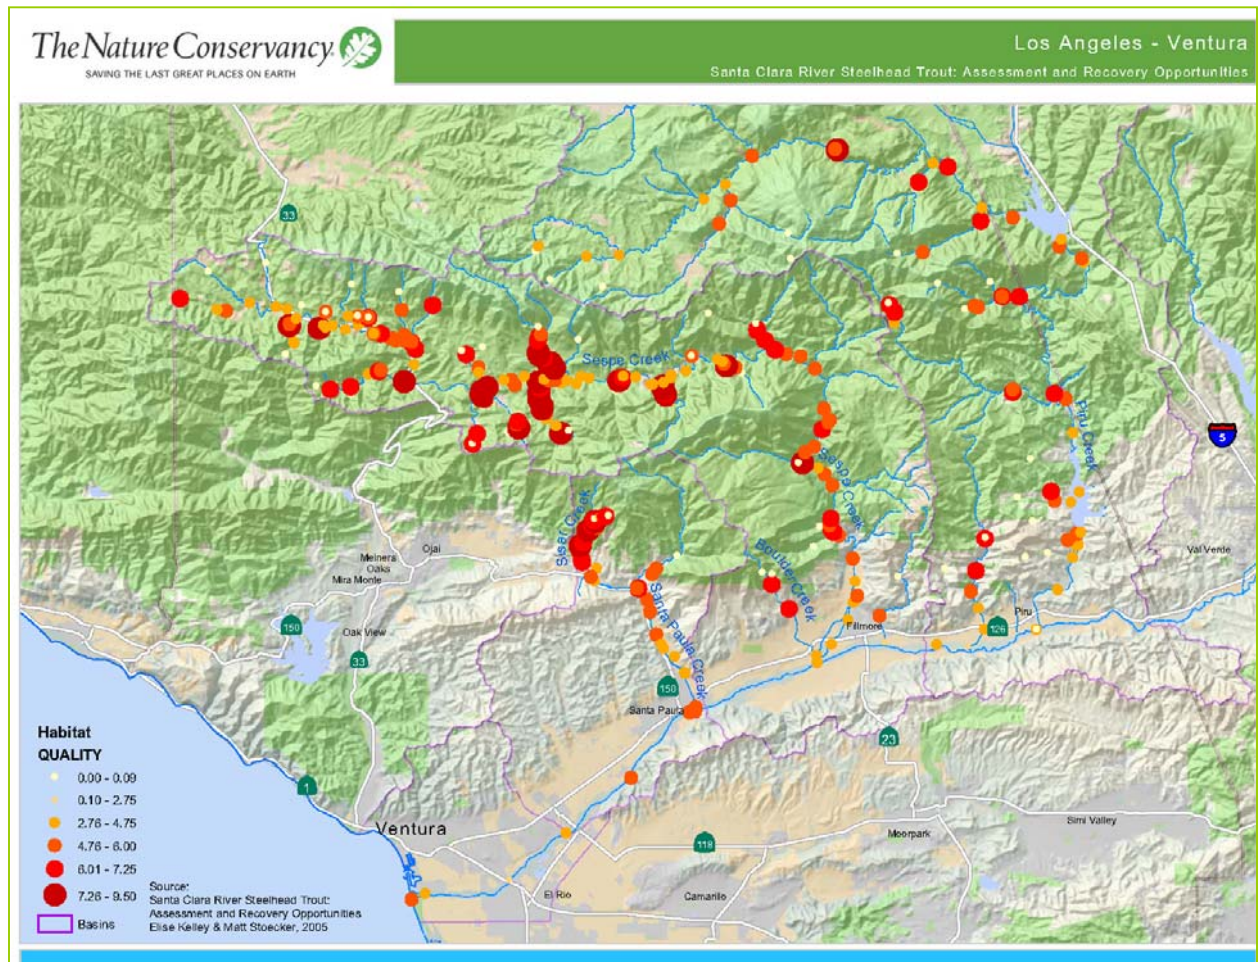 The Nature Conservancy
SAVING THE LAST GREAT PLACES ON EARTH
Los Angeles - Ventura
Santa Clara River Steelhead Trout: Assessment and Recovery Opportunities
33
Sespe Creek
Piru Creek
5
Sespe Creek
Sisar Creek
Ojai
Meiners
Oaks
Mira Monte
Val Verde
Boulder Creek
Santa Paula Creek
150
Oak View
33
Fillmore
Piru
126
150
Santa Paula
23
1
Ventura
118
Moorpark
Simi Valley
El Rio
Camarillo
Habitat
QUALITY
0.00 - 0.09
0.10 - 2.75
2.76 - 4.75
4.76 - 6.00
6.01 - 7.25
7.26 - 9.50
Basins
Source:
Santa Clara River Steelhead Trout:
Assessment and Recovery Opportunities
Elise Kelley & Matt Stoecker, 2005